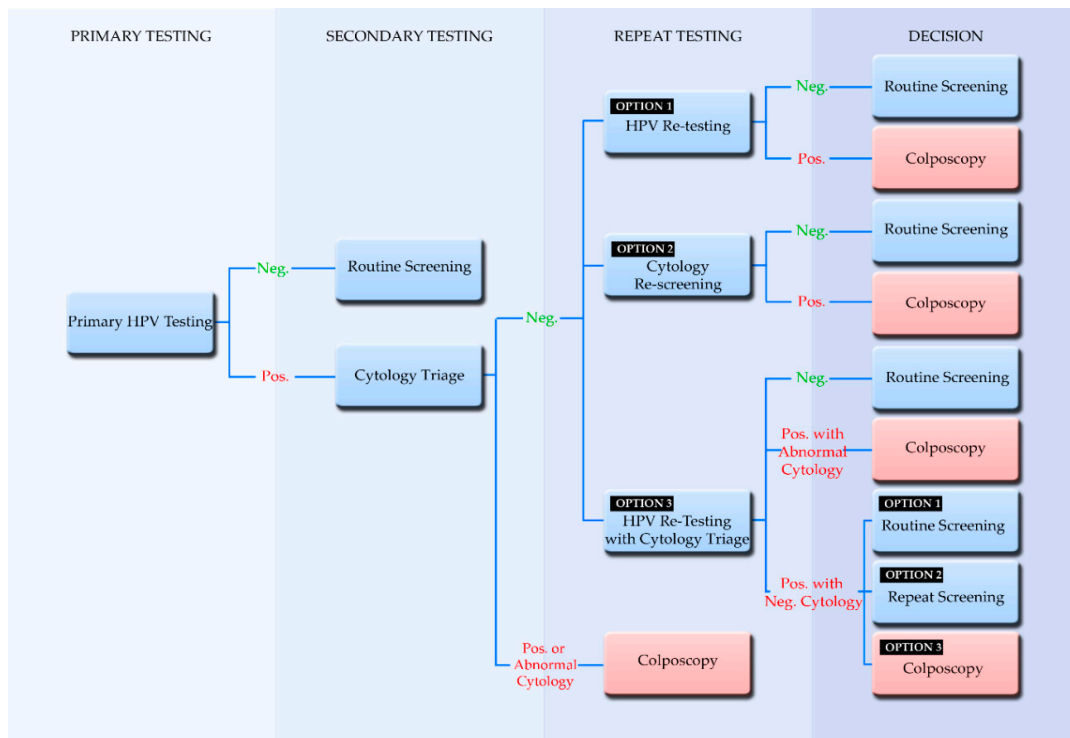 PRIMARY TESTING
SECONDARY TESTING
REPEAT TESTING
DECISION
Primary HPV Testing
Neg.
Routine Screening
Pos.
Cytology Triage
Neg.
Pos. or
Abnormal
Cytology
Colposcopy
OPTION 1
HPV Re-testing
Neg.
Routine Screening
Pos.
Colposcopy
OPTION 2
Cytology
Re-screening
Neg.
Routine Screening
Pos.
Colposcopy
OPTION 3
HPV Re-Testing
with Cytology Triage
Neg.
Routine Screening
Pos. with
Abnormal
Cytology
Colposcopy
Pos. with
Neg. Cytology
OPTION 1
Routine Screening
OPTION 2
Repeat Screening
OPTION 3
Colposcopy